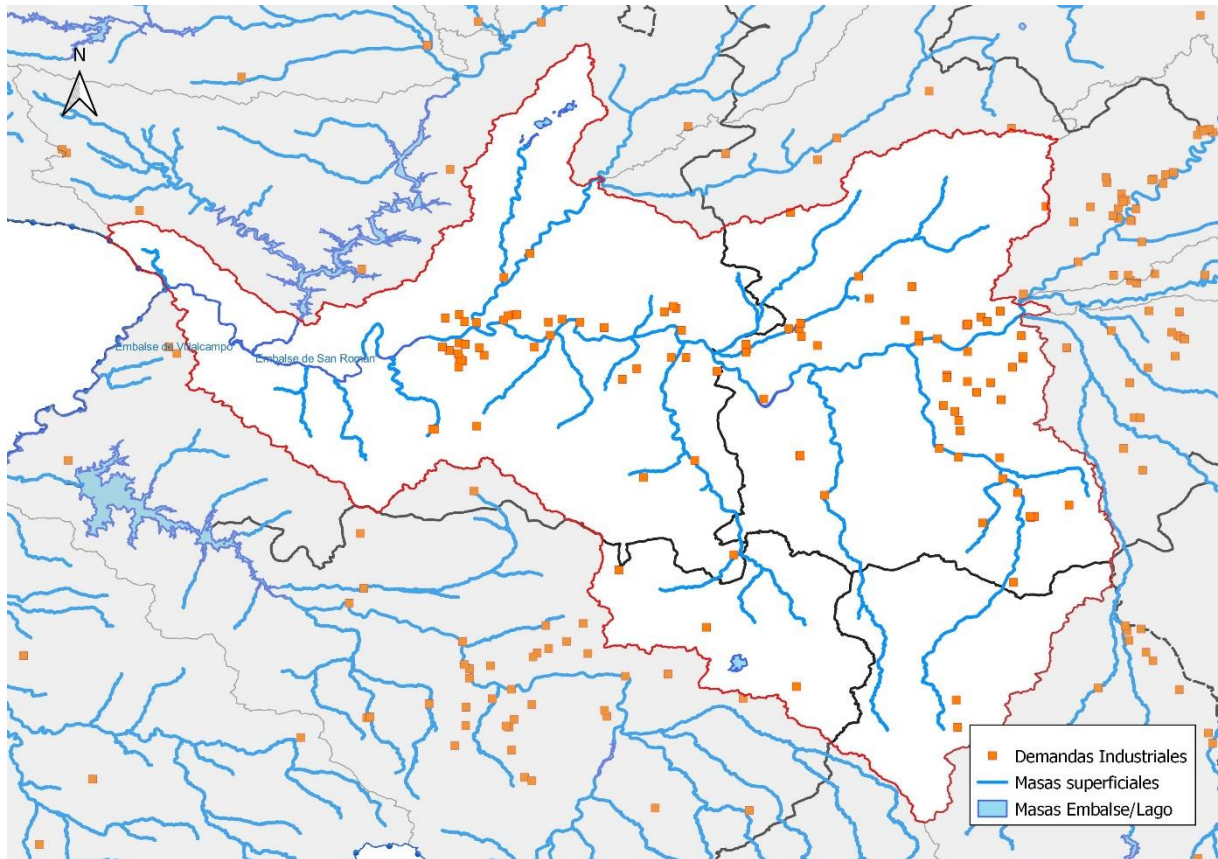 N
Embalse de Villalcampo
Embalse de San Román
Demandas Industriales
Masas superficiales
Masas Embalse/Lago